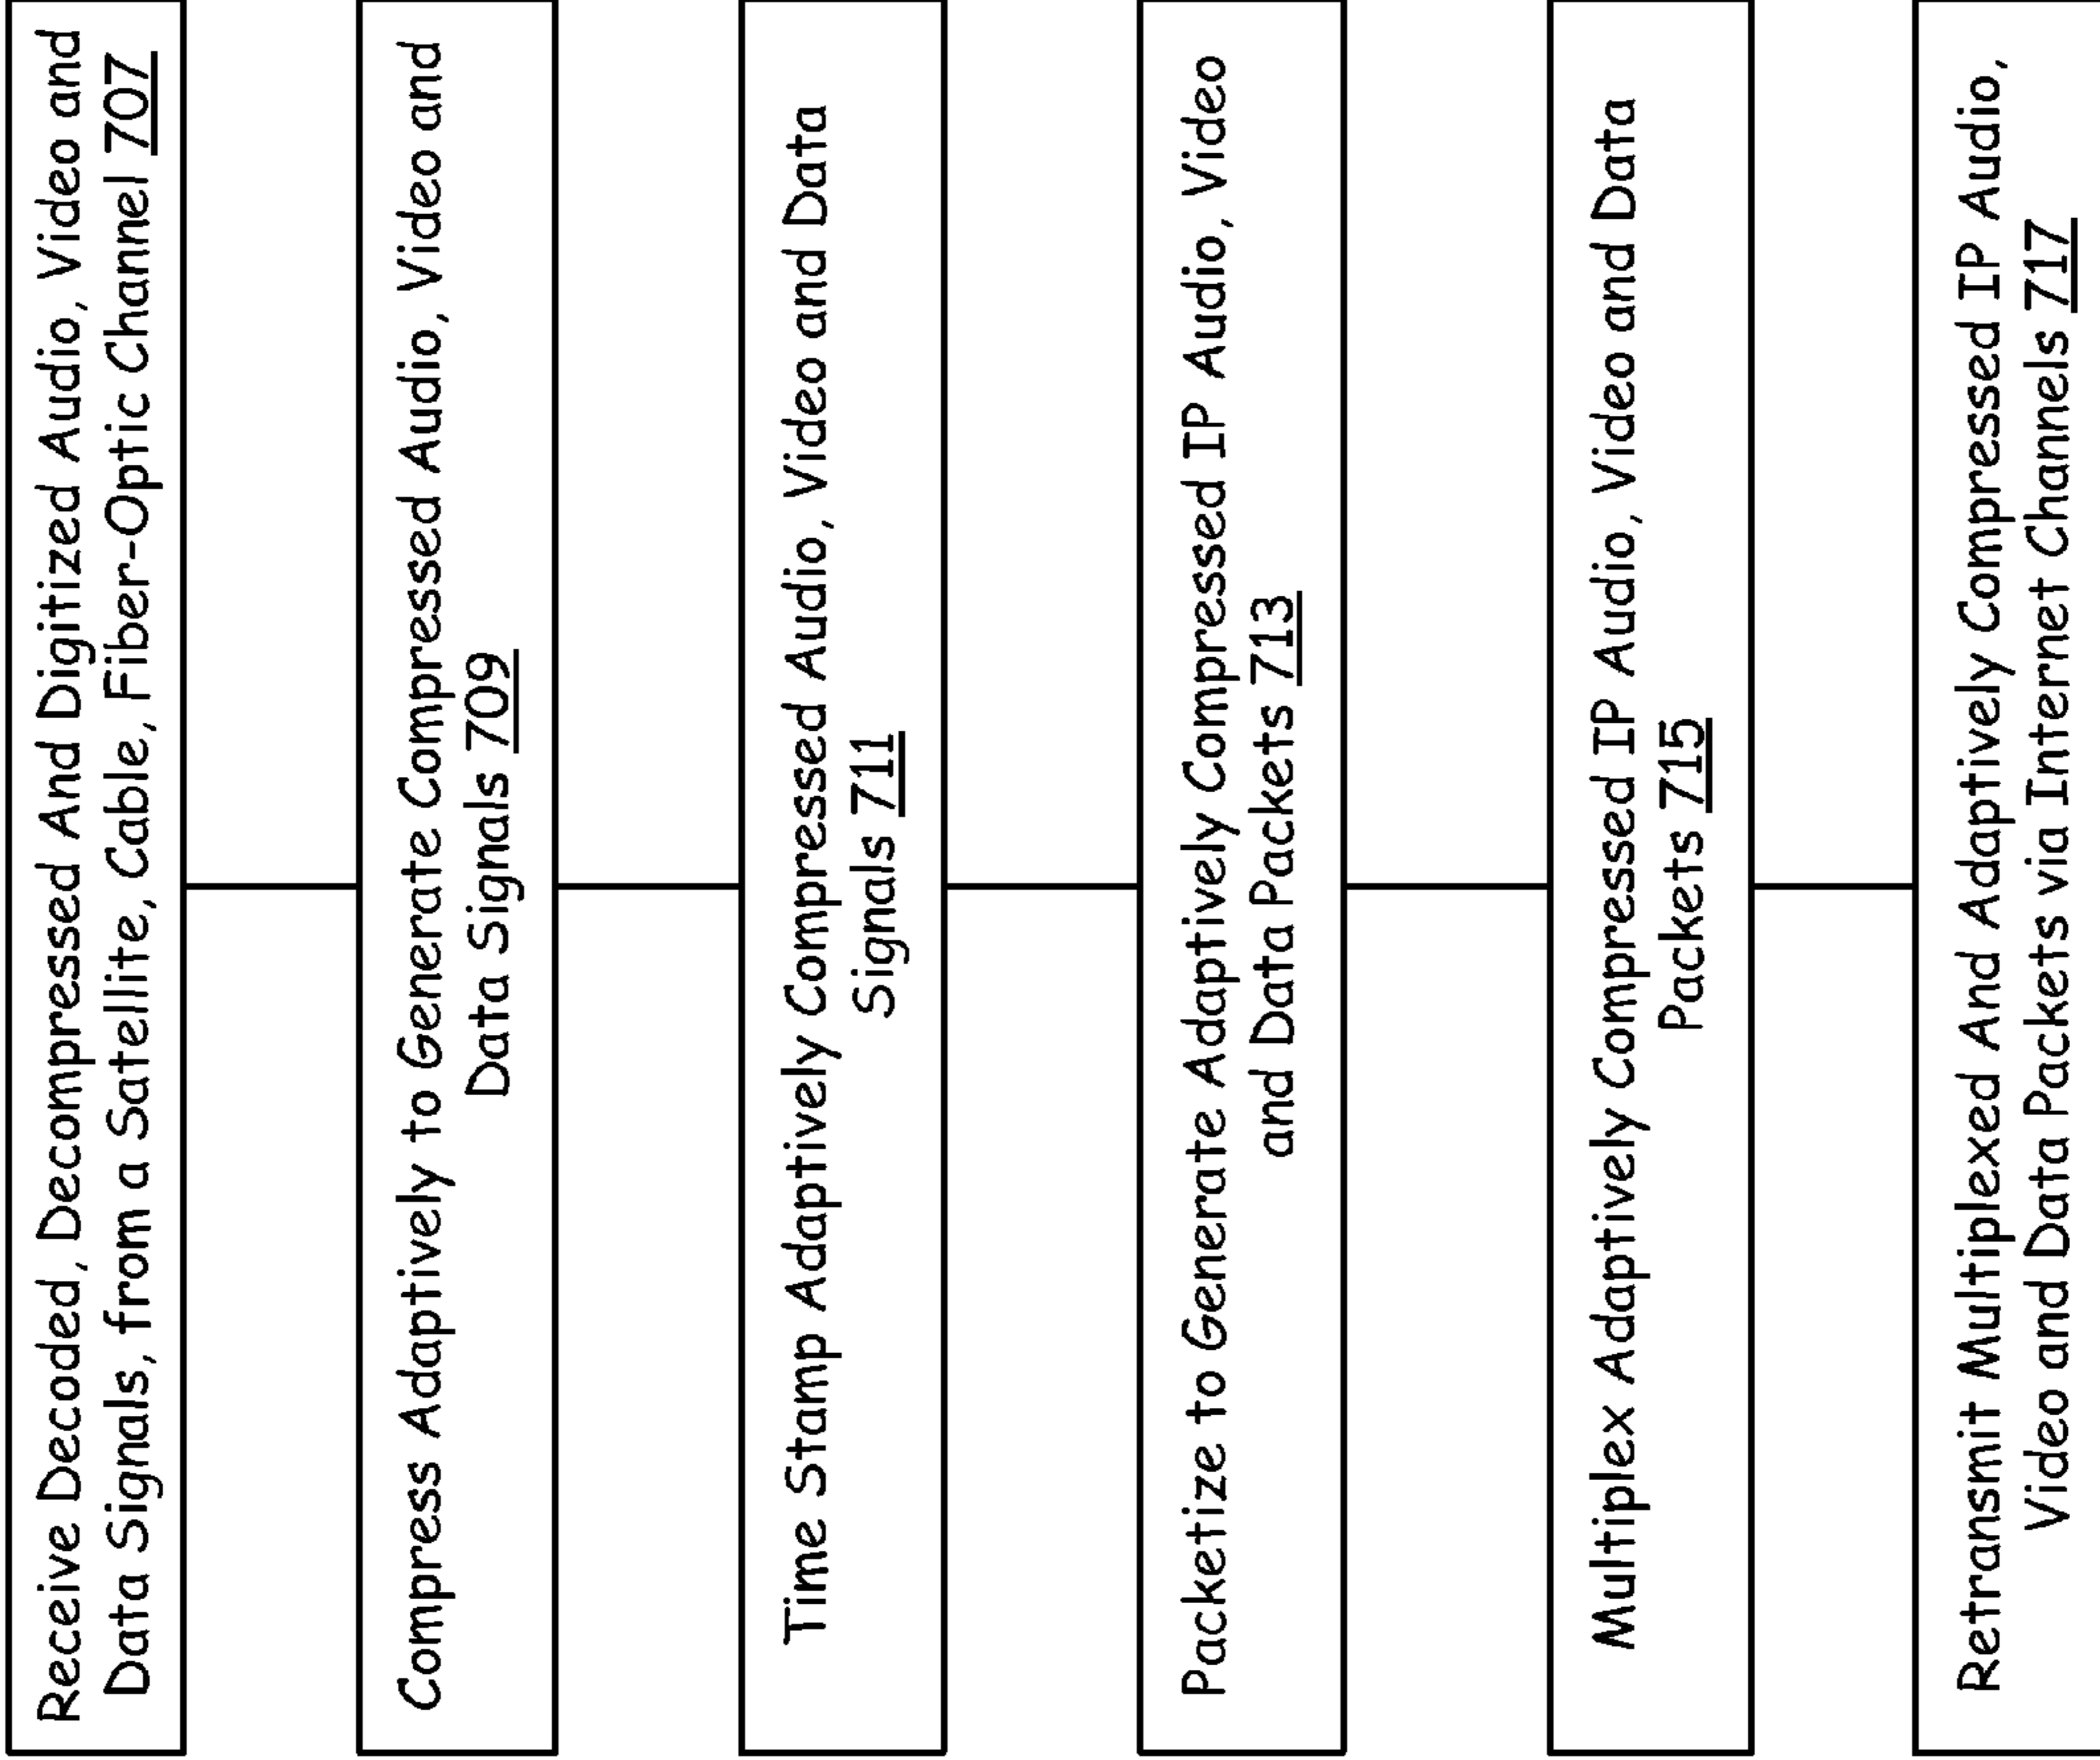 Receive Decoded, Decompressed And Digitized Audio, Video and
Data Signals, from a Satellite, Cable, Fiber-Optic Channel 707
Compress Adaptively to Generate Compressed Audio, Video and
Data Signals 709
Time Stamp Adaptively Compressed Audio, Video and Data
Signals 711
Packetize to Generate Adaptively Compressed IP Audio, Video
and Data Packets 713
Multiplex Adaptively Compressed IP Audio, Video and Data
Packets 715
Retransmit Multiplexed And Adaptively Compressed IP Audio,
Video and Data Packets via Internet Channels 717